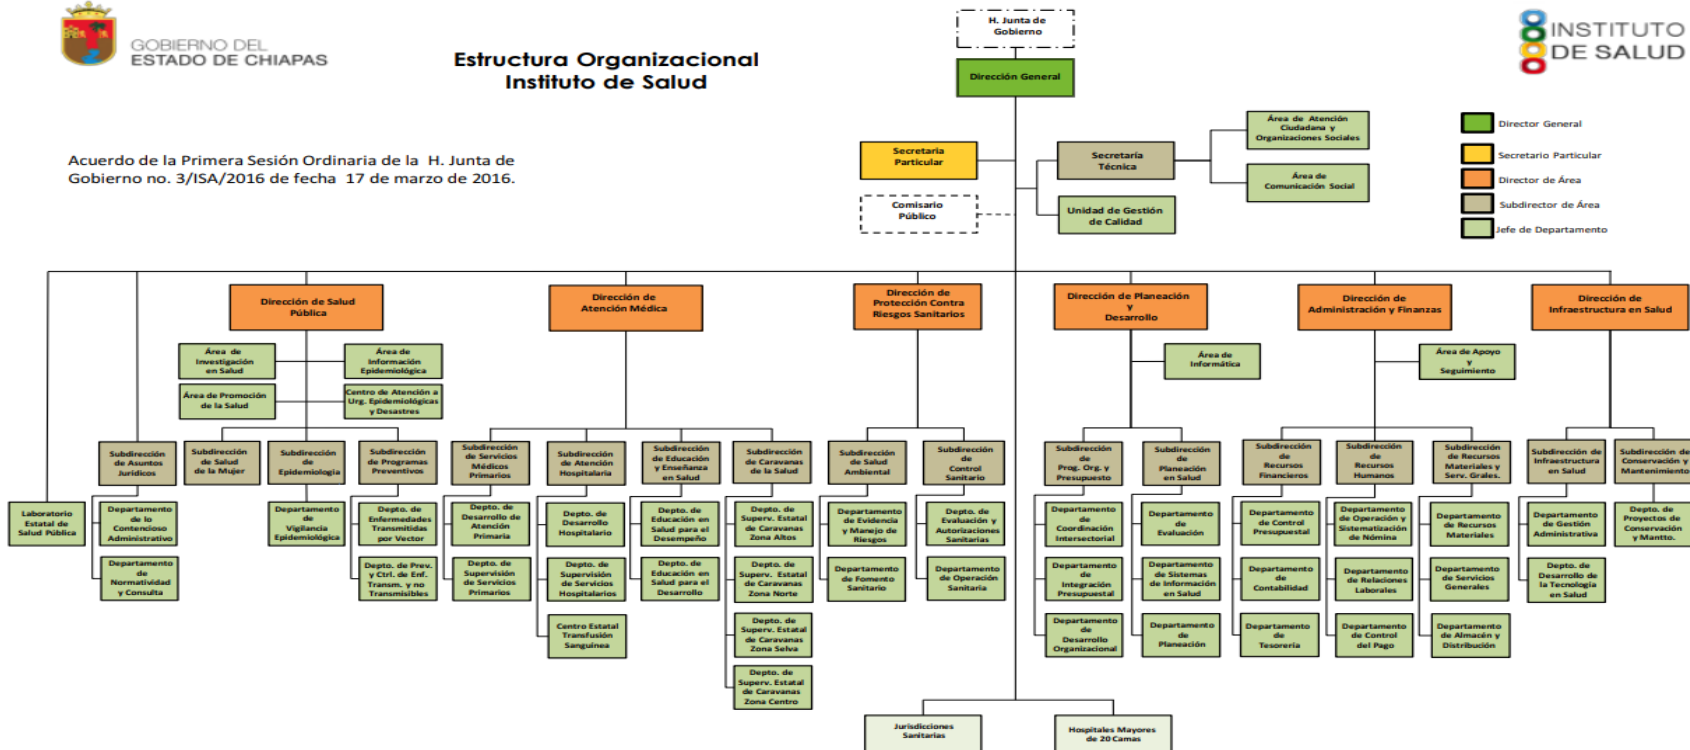 GOBIERNO DEL
ESTADO DE CHIAPAS
Estructura Organizacional
Instituto de Salud
INSTITUTO
DE SALUD
Acuerdo de la Primera Sesión Ordinaria de la H. Junta de
Gobierno no. 3/ISA/2016 de fecha 17 de marzo de 2016.
H. Junta de
Gobierno
Dirección General
Secretaria
Particular
Comisario
Público
Secretaría
Técnica
Unidad de Gestión
de Calidad
Área de Atención
Ciudadana y
Organizaciones Sociales
Área de
Comunicación Social
Director General
Secretario Particular
Director de Área
Subdirector de Área
Jefe de Departamento
Dirección de Salud
Pública
Dirección de
Atención Médica
Dirección de
Protección Contra
Riesgos Sanitarios
Dirección de Planeación
y
Desarrollo
Dirección de
Administración y Finanzas
Dirección de
Infraestructura en Salud
Área de
Investigación
en Salud
Área de
Información
Epidemiológica
Área de Promoción
de la Salud
Centro de Atención a
Urg. Epidemiológicas
y Desastres
Área de
Informática
Área de Apoyo
y
Seguimiento
Subdirección
de Asuntos
Jurídicos
Subdirección
de Salud
de la Mujer
Subdirección
de
Epidemiologia
Subdirección
de Programas
Preventivos
Subdirección
de Servicios
Médicos
Primarios
Subdirección
de Atención
Hospitalaria
Subdirección
de Educación
y Enseñanza
en Salud
Subdirección
de Caravanas
de la Salud
Subdirección
de Salud
Ambiental
Subdirección
de
Control
Sanitario
Subdirección
de
Prog. Org. y
Presupuesto
Subdirección
de
Planeación
en Salud
Subdirección
de
Recursos
Financieros
Subdirección
de
Recursos
Humanos
Subdirección
de Recursos
Materiales y
Serv. Grales.
Subdirección de
Infraestructura
en Salud
Subdirección de
Conservación y
Mantenimiento
Laboratorio
Estatal de
Salud Pública
Departamento
de lo
Contencioso
Administrativo
Departamento
de
Vigilancia
Epidemiológica
Depto. de
Enfermedades
Transmitidas
por Vector
Depto. de
Desarrollo de
Atención
Primaria
Depto. de
Desarrollo
Hospitalario
Depto. de
Educación en
Salud para el
Desempeño
Depto. de
Superv. Estatal
de Caravanas
Zona Altos
Departamento
de Evidencia
y Manejo de
Riesgos
Depto. de
Evaluación y
Autorizaciones
Sanitarias
Departamento
de
Coordinación
Intersectorial
Departamento
de
Evaluación
Departamento
de Control
Presupuestal
Departamento
de Operación y
Sistematización
de Nómina
Departamento
de Recursos
Materiales
Departamento
de Gestión
Administrativa
Depto. de
Proyectos de
Conservación
y Mantto.
Departamento
de
Normatividad
y Consulta
Depto. de Prev.
y Ctrl. de Enf.
Transm. y no
Transmisibles
Depto. de
Supervisión
de Servicios
Primarios
Depto. de
Supervisión
de Servicios
Hospitalarios
Depto. de
Educación en
Salud para el
Desarrollo
Depto. de
Superv. Estatal
de Caravanas
Zona Norte
Departamento
de Fomento
Sanitario
Departamento
de Operación
Sanitaria
Departamento
de
Integración
Presupuestal
Departamento
de Sistemas
de Información
en Salud
Departamento
de
Contabilidad
Departamento
de Relaciones
Laborales
Departamento
de Servicios
Generales
Depto. de
Desarrollo de
la Tecnología
en Salud
Centro Estatal
Transfusión
Sanguínea
Depto. de
Superv. Estatal
de Caravanas
Zona Selva
Departamento
de
Desarrollo
Organizacional
Departamento
de
Planeación
Departamento
de
Tesorería
Departamento
de Control
del Pago
Departamento
de Almacén y
Distribución
Depto. de
Superv. Estatal
de Caravanas
Zona Centro
Jurisdicciones
Sanitarias
Hospitales Mayores
de 20 Camas